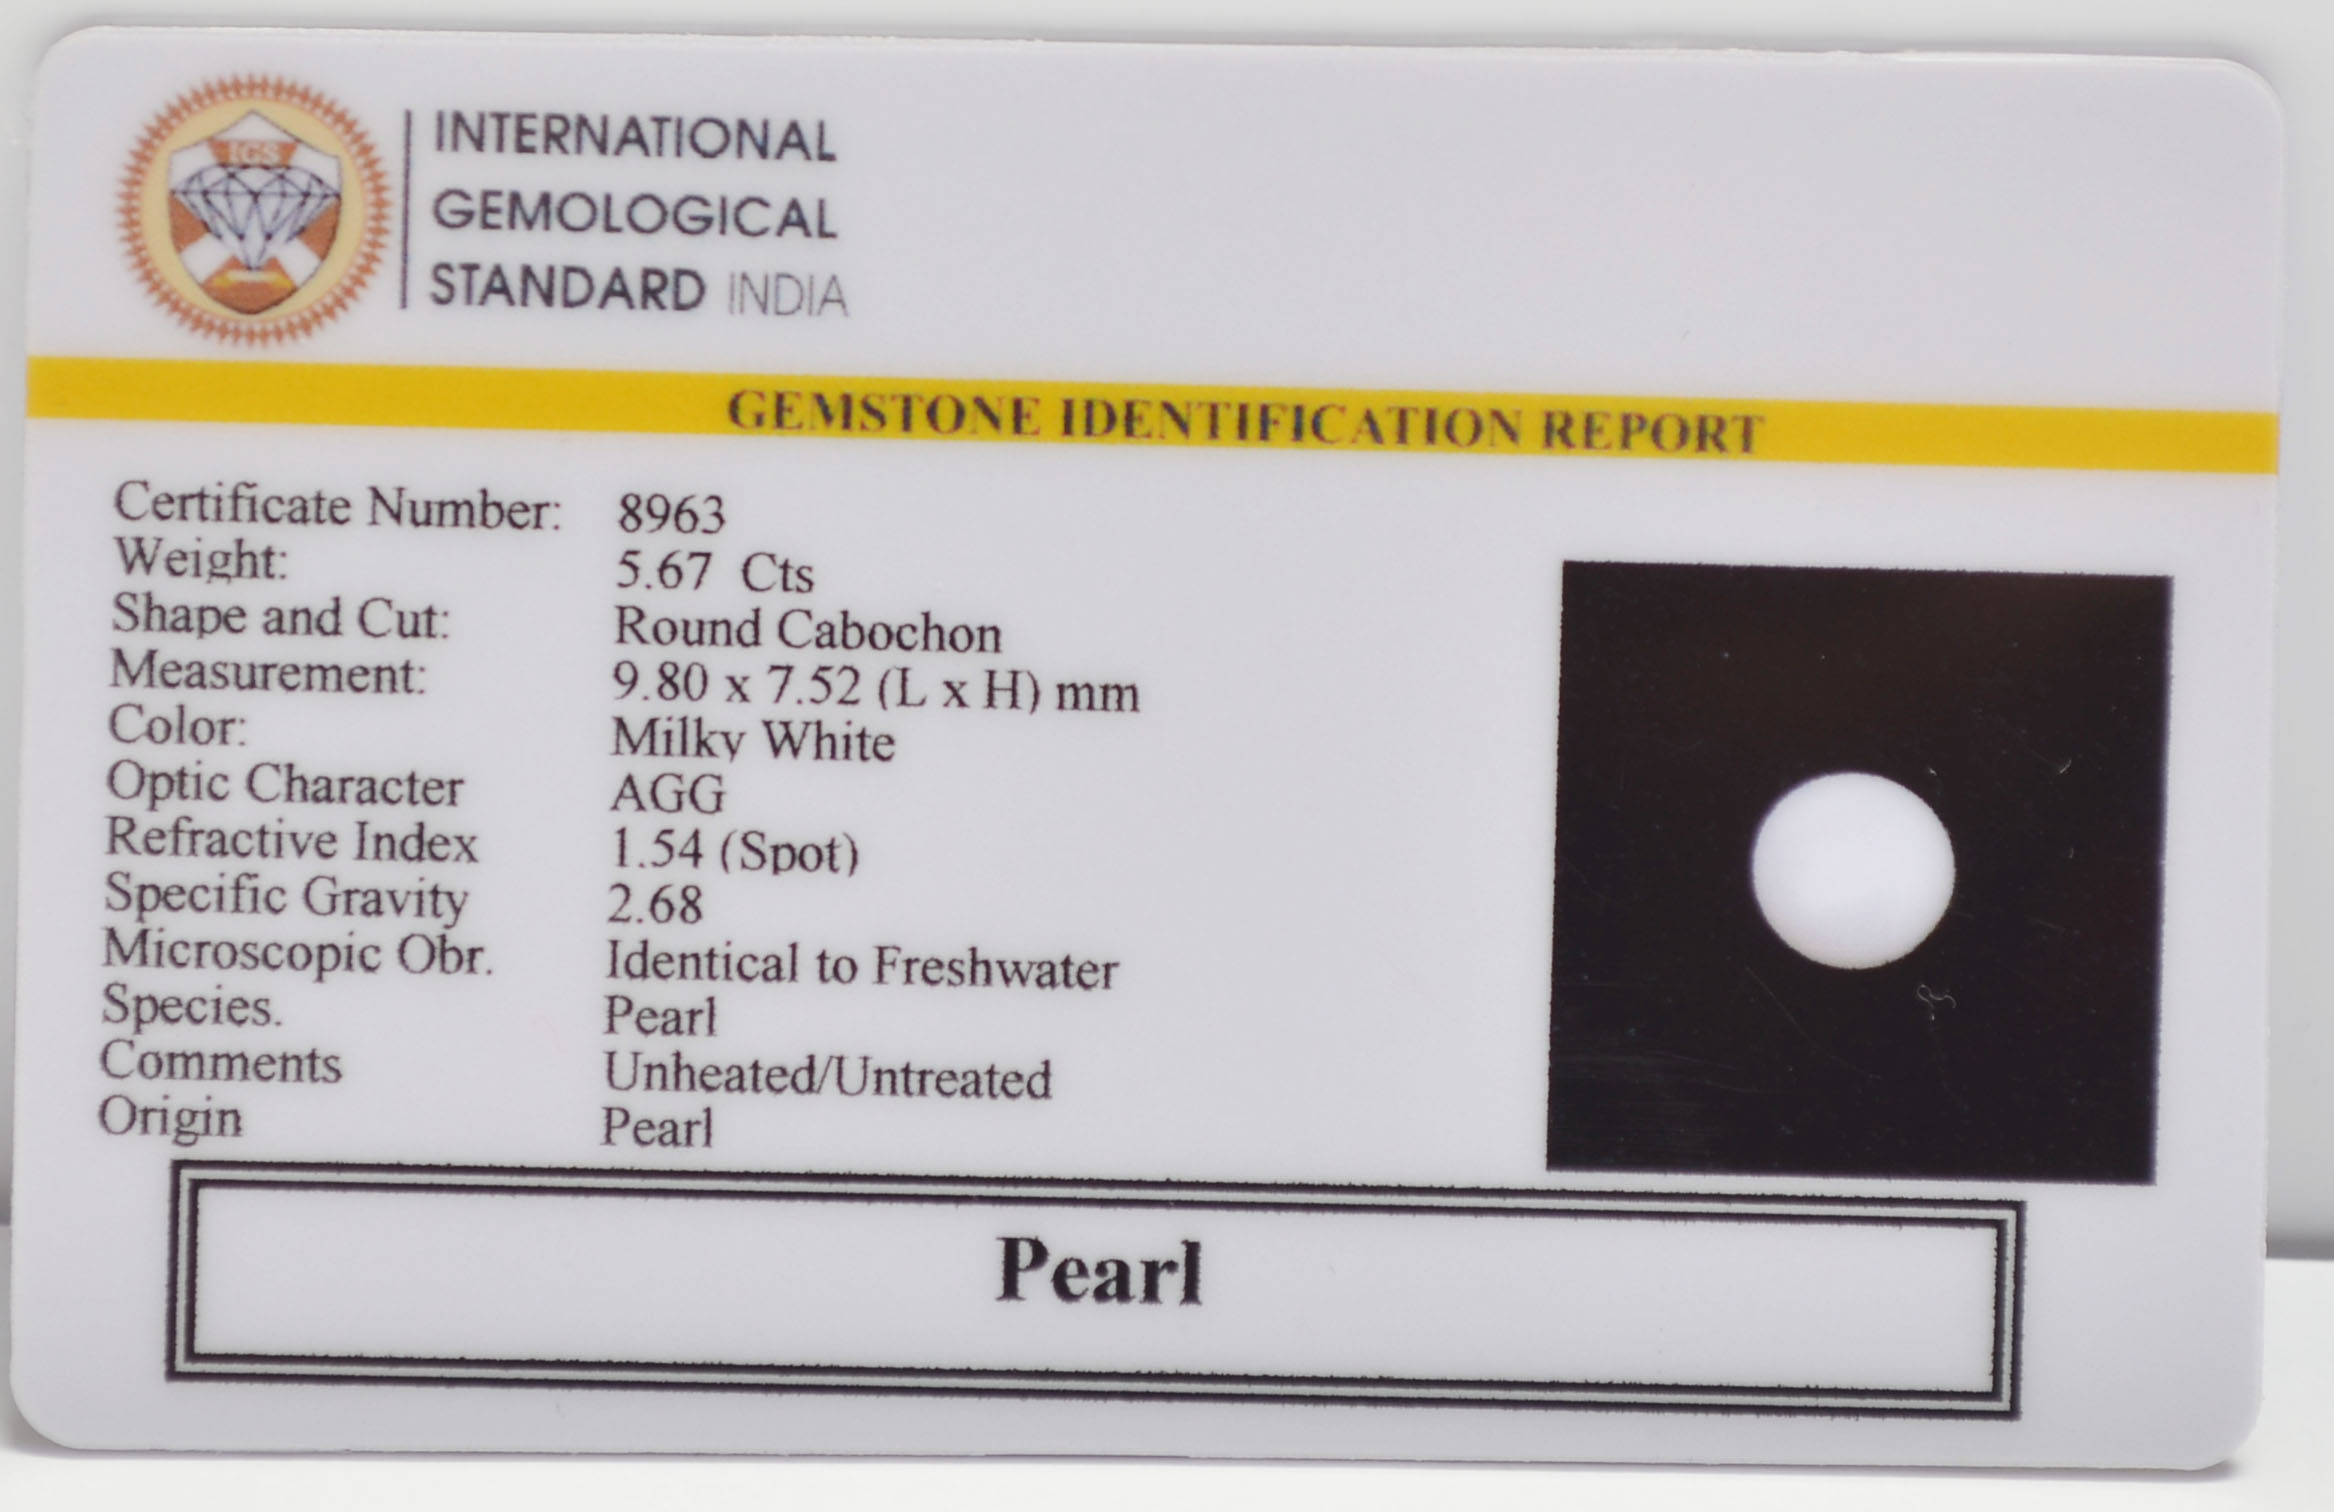 IGS
INTERNATIONAL
GEMOLOGICAL
STANDARD INDIA
GEMSTONE IDENTIFICATION REPORT
Certificate Number: 8963
Weight: 5.67 Cts
Shape and Cut: Round Cabochon
Measurement: 9.80 x 7.52 (L x H) mm
Color: Milky White
Optic Character AGG
Refractive Index 1.54 (Spot)
Specific Gravity 2.68
Microscopic Obr. Identical to Freshwater
Species. Pearl
Comments Unheated/Untreated
Origin Pearl
Pearl